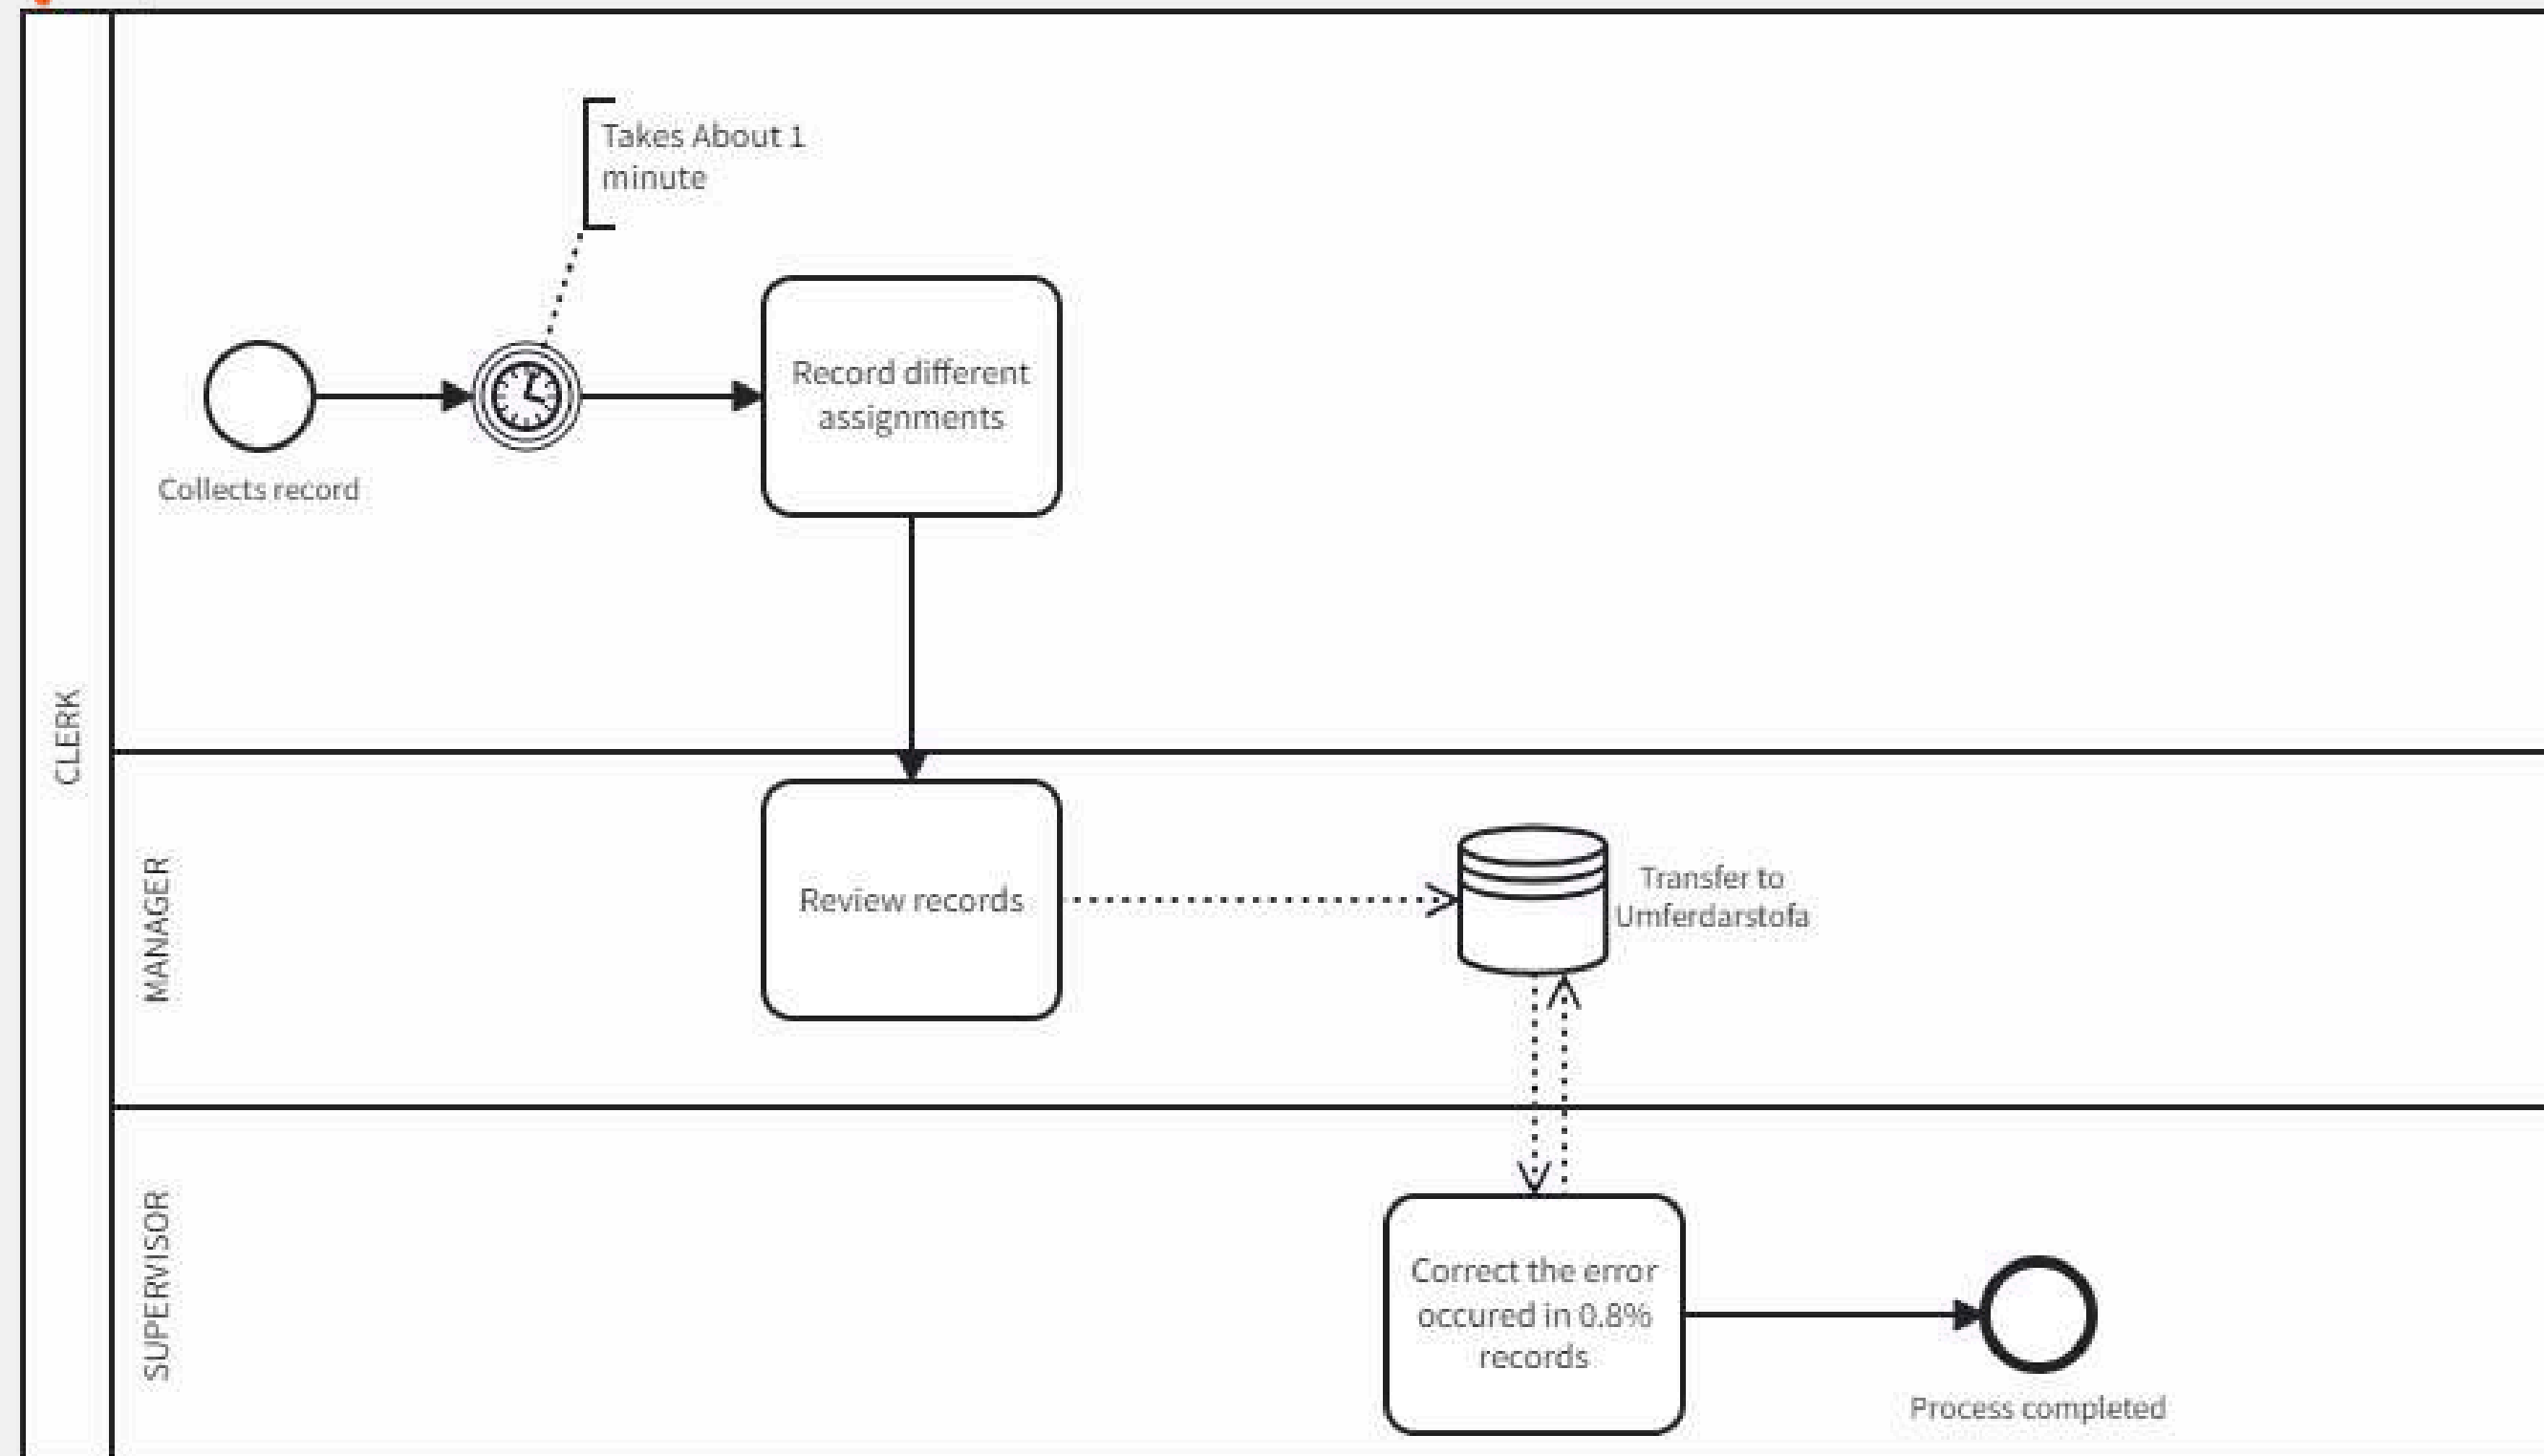 Takes About 1
minute
Record different
assignments
Collects record
CLERK
MANAGER
Review records
Transfer to
Umferdarstofa
SUPERVISOR
Correct the error
occured in 0.8%
records
Process completed